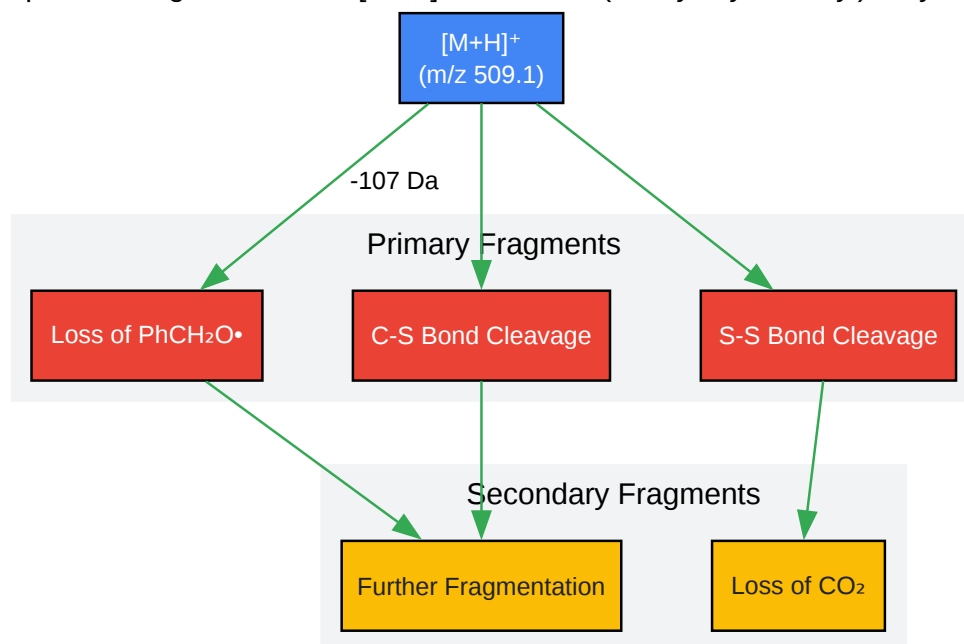 [M+H]⁺
(m/z 509.1)
-107 Da
Primary Fragments
Loss of PhCH₂O•
C-S Bond Cleavage
S-S Bond Cleavage
Secondary Fragments
Further Fragmentation
Loss of CO₂